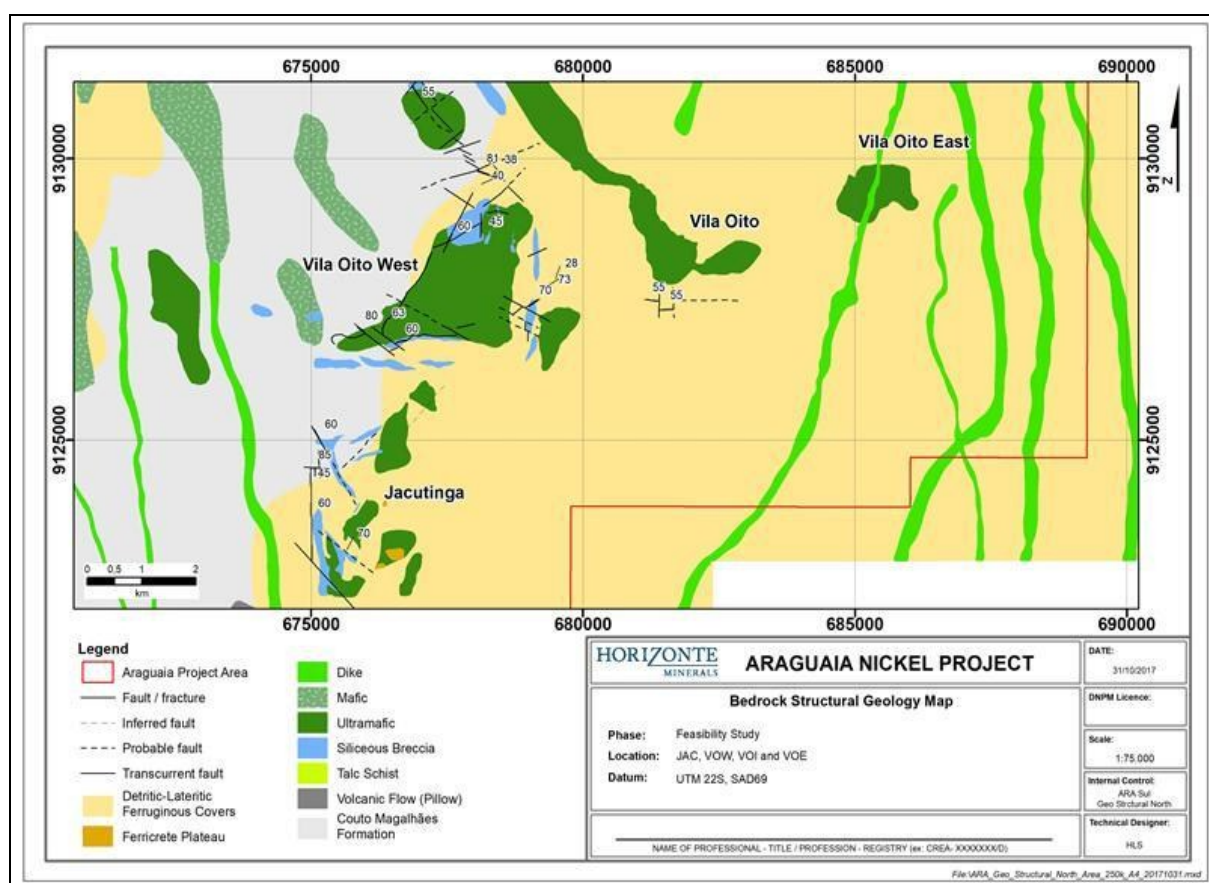 675000 680000 685000 690000
9130000
9125000
9130000
9125000
N
55
81 -38
40
60
45
Vila Oito East
Vila Oito
Vila Oito West
28
73
70
55
55
80
63
60
60
85
45
60
70
Jacutinga
0 0,5 1 2
km
675000 680000 685000 690000
Legend
Araguaia Project Area
Fault / fracture
Inferred fault
Probable fault
Transcurrent fault
Detritic-Lateritic
Ferruginous Covers
Ferricrete Plateau
Dike
Mafic
Ultramafic
Siliceous Breccia
Talc Schist
Volcanic Flow (Pillow)
Couto Magalhães
Formation
HORIZONTE
MINERALS
ARAGUAIA NICKEL PROJECT
Bedrock Structural Geology Map
Phase: Feasibility Study
Location: JAC, VOW, VOI and VOE
Datum: UTM 22S, SAD69
NAME OF PROFESSIONAL - TITLE / PROFESSION - REGISTRY (ex: CREA- XXXXXXX/D)
DATE:
31/10/2017
DNPM Licence:
Scale:
1:75.000
Internal Control:
ARA Sul
Geo Strctural North
Technical Designer:
HLS
File:\ARA_Geo_Structural_North_Area_250k_A4_20171031.mxd